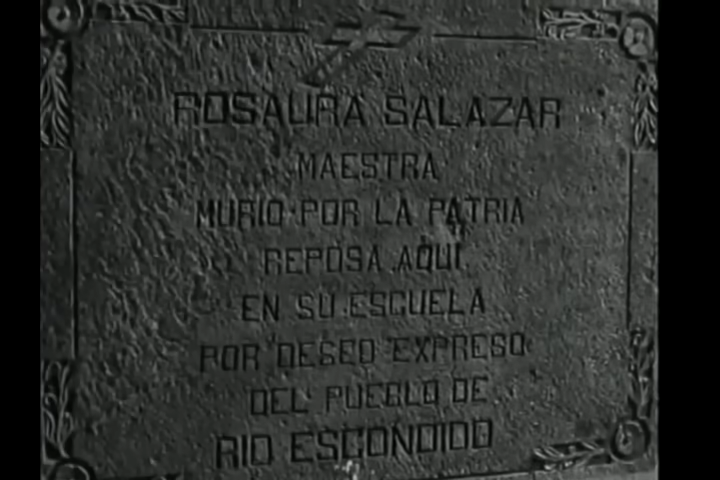 ROSAURA SALAZAR
MAESTRA
MURIO POR LA PATRIA
REPOSA AQUI
EN SU ESCUELA
POR DESEO EXPRESO
DEL PUEBLO DE
RIO ESCONDIDO